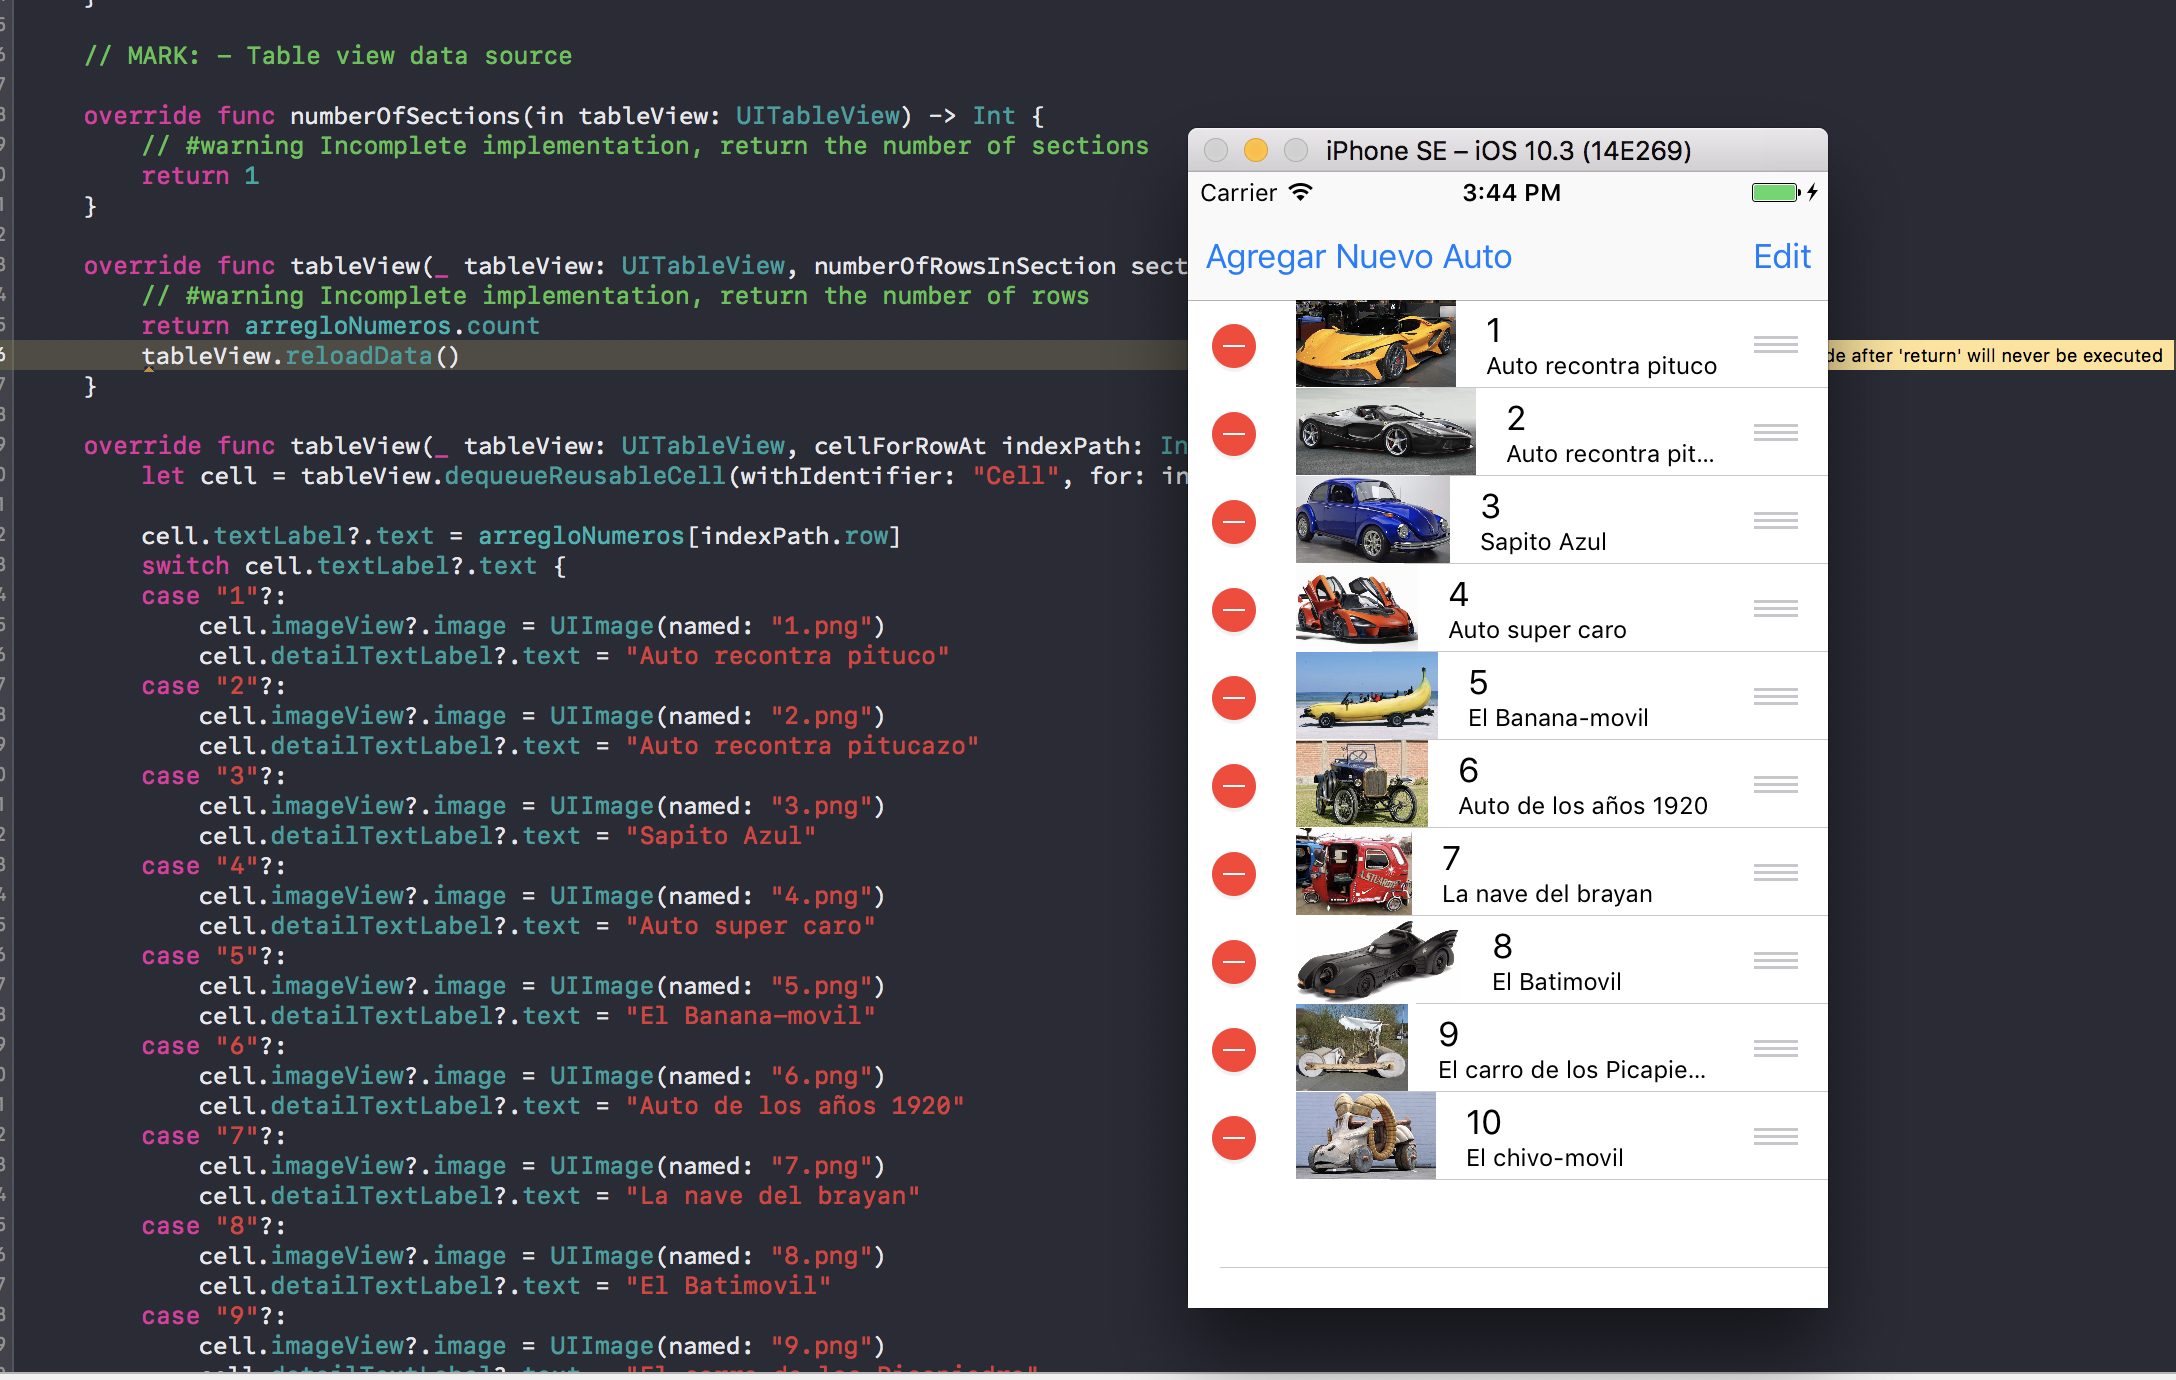 }
// MARK: - Table view data source
override func numberOfSections(in tableView: UITableView) -> Int {
// #warning Incomplete implementation, return the number of sections
return 1
}
override func tableView(_ tableView: UITableView, numberOfRowsInSection sect
// #warning Incomplete implementation, return the number of rows
return arregloNumeros.count
tableView.reloadData()
de after 'return' will never be executed
}
override func tableView(_ tableView: UITableView, cellForRowAt indexPath: In
let cell = tableView.dequeueReusableCell(withIdentifier: "Cell", for: in
cell.textLabel?.text = arregloNumeros[indexPath.row]
switch cell.textLabel?.text {
case "1"?:
cell.imageView?.image = UIImage(named: "1.png")
cell.detailTextLabel?.text = "Auto recontra pituco"
case "2"?:
cell.imageView?.image = UIImage(named: "2.png")
cell.detailTextLabel?.text = "Auto recontra pitucazo"
case "3"?:
cell.imageView?.image = UIImage(named: "3.png")
cell.detailTextLabel?.text = "Sapito Azul"
case "4"?:
cell.imageView?.image = UIImage(named: "4.png")
cell.detailTextLabel?.text = "Auto super caro"
case "5"?:
cell.imageView?.image = UIImage(named: "5.png")
cell.detailTextLabel?.text = "El Banana-movil"
case "6"?:
cell.imageView?.image = UIImage(named: "6.png")
cell.detailTextLabel?.text = "Auto de los años 1920"
case "7"?:
cell.imageView?.image = UIImage(named: "7.png")
cell.detailTextLabel?.text = "La nave del brayan"
case "8"?:
cell.imageView?.image = UIImage(named: "8.png")
cell.detailTextLabel?.text = "El Batimovil"
case "9"?:
cell.imageView?.image = UIImage(named: "9.png")
iPhone SE – iOS 10.3 (14E269)
Carrier 3:44 PM
Agregar Nuevo Auto Edit
1
Auto recontra pituco
2
Auto recontra pit...
3
Sapito Azul
4
Auto super caro
5
El Banana-movil
6
Auto de los años 1920
7
La nave del brayan
8
El Batimovil
9
El carro de los Picapie...
10
El chivo-movil